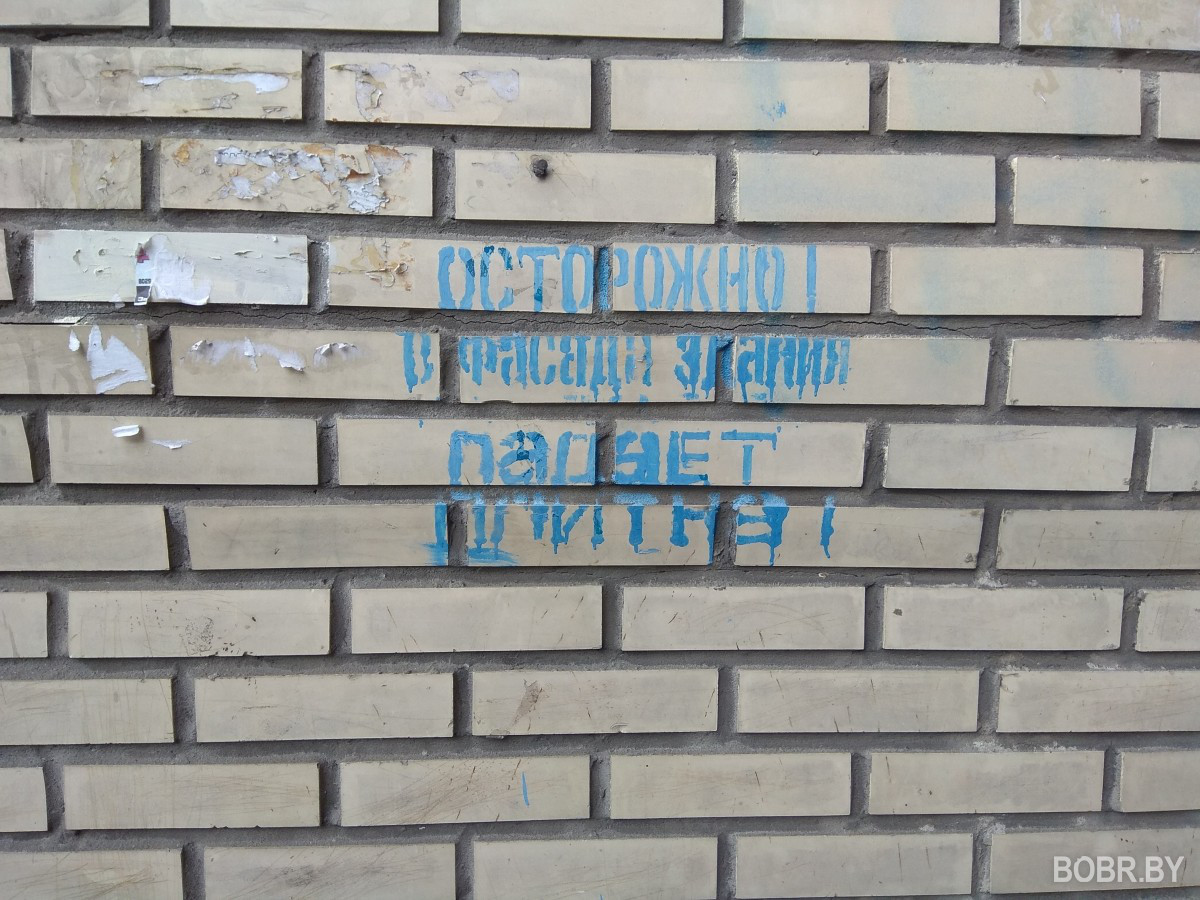 ОСТОРОЖНО!
С фасада здания
падает
плитка!
BOBR.BY